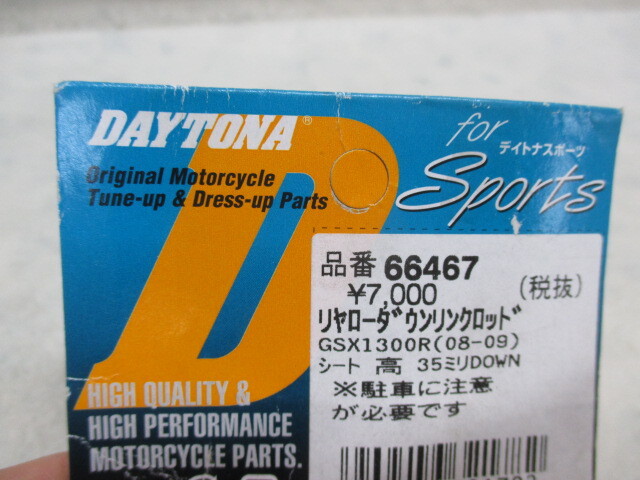 DAYTONA®
Original Motorcycle
Tune-up & Dress-up Parts
for
デイトナスポーツ
Sports
品番 66467
¥7,000 (税抜)
リヤローダウンリンクロッド
GSX1300R(08-09)
シート 高 35ミリDOWN
※駐車に注意
が必要です
HIGH QUALITY &
HIGH PERFORMANCE
MOTORCYCLE PARTS.